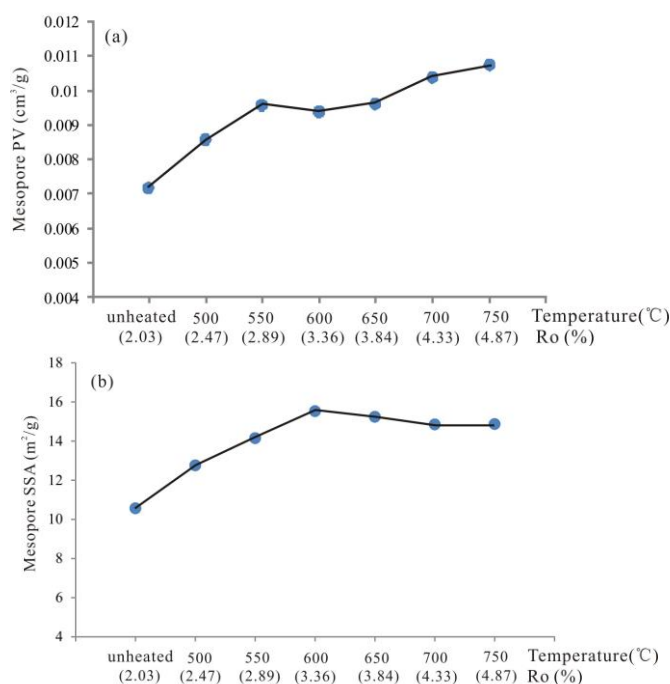 (a)
Mesopore PV (cm³/g)
0.012
0.011
0.01
0.009
0.008
0.007
0.006
0.005
0.004
unheated 500 550 600 650 700 750 Temperature(℃)
(2.03) (2.47) (2.89) (3.36) (3.84) (4.33) (4.87) Ro (%)
(b)
Mesopore SSA (m²/g)
18
16
14
12
10
8
6
4
unheated 500 550 600 650 700 750 Temperature(℃)
(2.03) (2.47) (2.89) (3.36) (3.84) (4.33) (4.87) Ro (%)